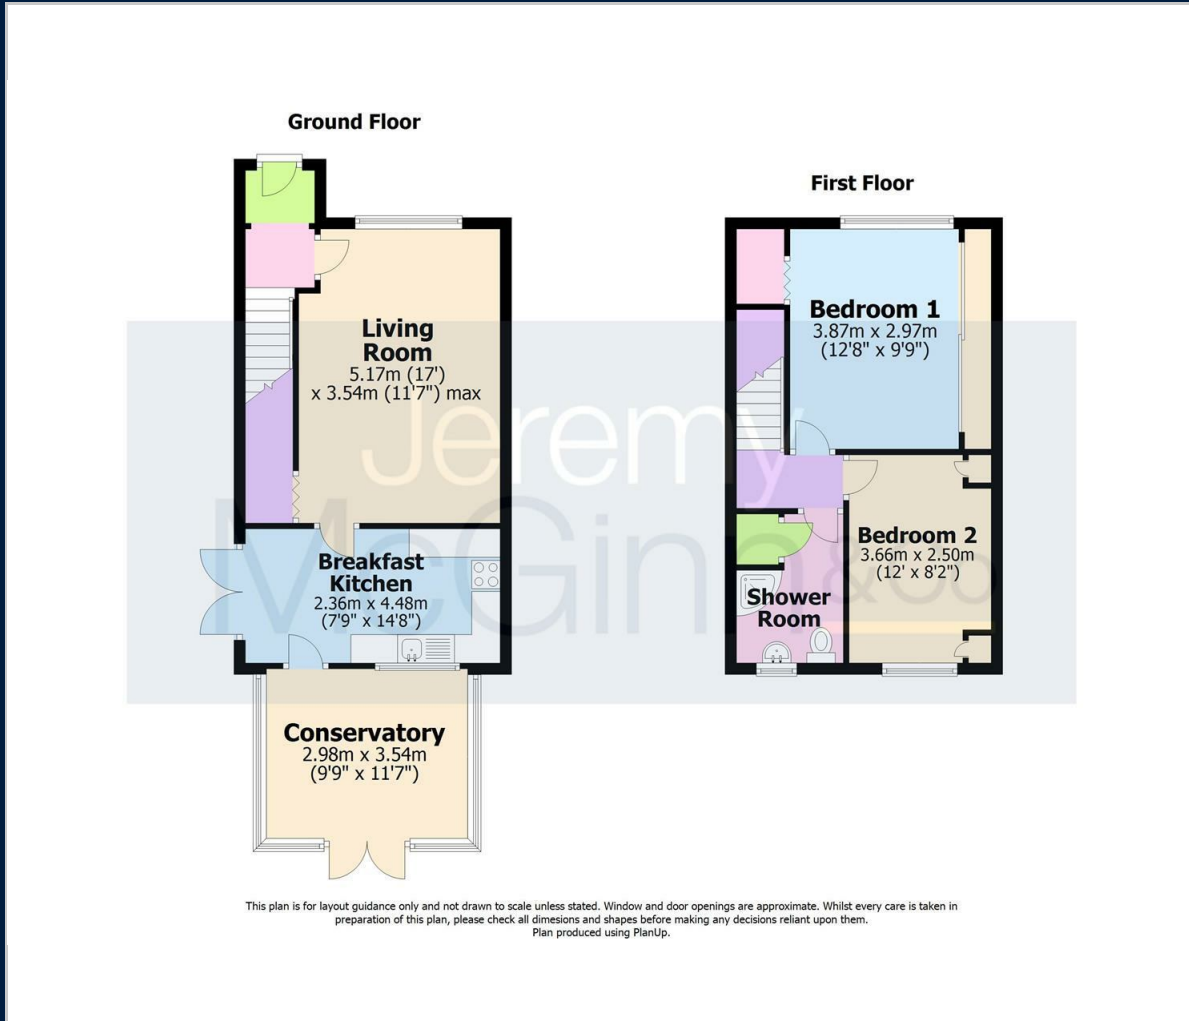 Ground Floor
First Floor
Living
Room
5.17m (17')
x 3.54m (11'7") max
Bedroom 1
3.87m x 2.97m
(12'8" x 9'9")
Breakfast
Kitchen
2.36m x 4.48m
(7'9" x 14'8")
Bedroom 2
3.66m x 2.50m
(12' x 8'2")
Shower
Room
Conservatory
2.98m x 3.54m
(9'9" x 11'7")
Jeremy
McGinn & Co
This plan is for layout guidance only and not drawn to scale unless stated. Window and door openings are approximate. Whilst every care is taken in
preparation of this plan, please check all dimesions and shapes before making any decisions reliant upon them.
Plan produced using PlanUp.